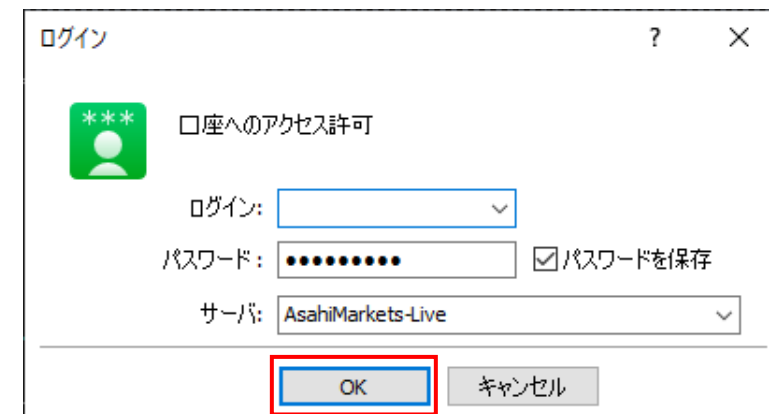 ログイン ? ×
***
口座へのアクセス許可
ログイン:
パスワード: ●●●●●●●●● パスワードを保存
サーバ: AsahiMarkets-Live
OK キャンセル